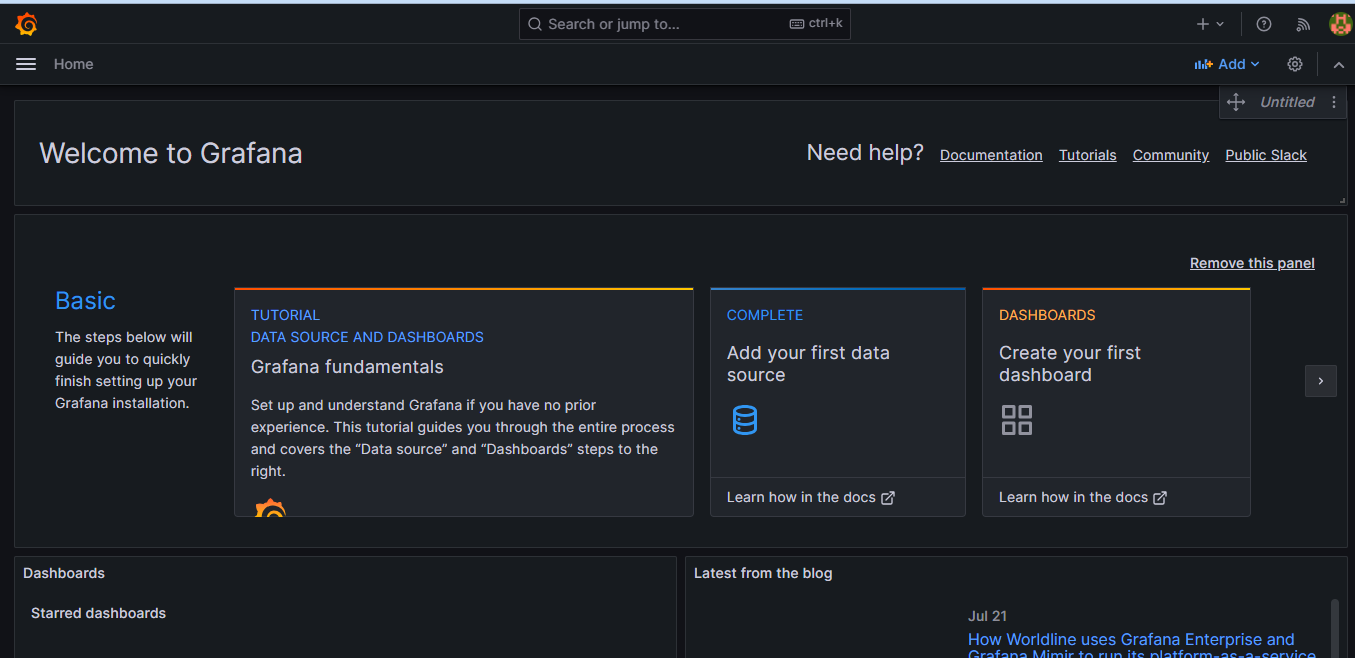 Search or jump to... ctrl+k
Home
Add
Untitled
Welcome to Grafana
Need help? Documentation Tutorials Community Public Slack
Remove this panel
Basic
The steps below will
guide you to quickly
finish setting up your
Grafana installation.
TUTORIAL
DATA SOURCE AND DASHBOARDS
Grafana fundamentals
Set up and understand Grafana if you have no prior
experience. This tutorial guides you through the entire process
and covers the “Data source” and “Dashboards” steps to the
right.
COMPLETE
Add your first data
source
Learn how in the docs
DASHBOARDS
Create your first
dashboard
Learn how in the docs
Dashboards
Starred dashboards
Latest from the blog
Jul 21
How Worldline uses Grafana Enterprise and
Grafana Mimir to run its platform-as-a-service